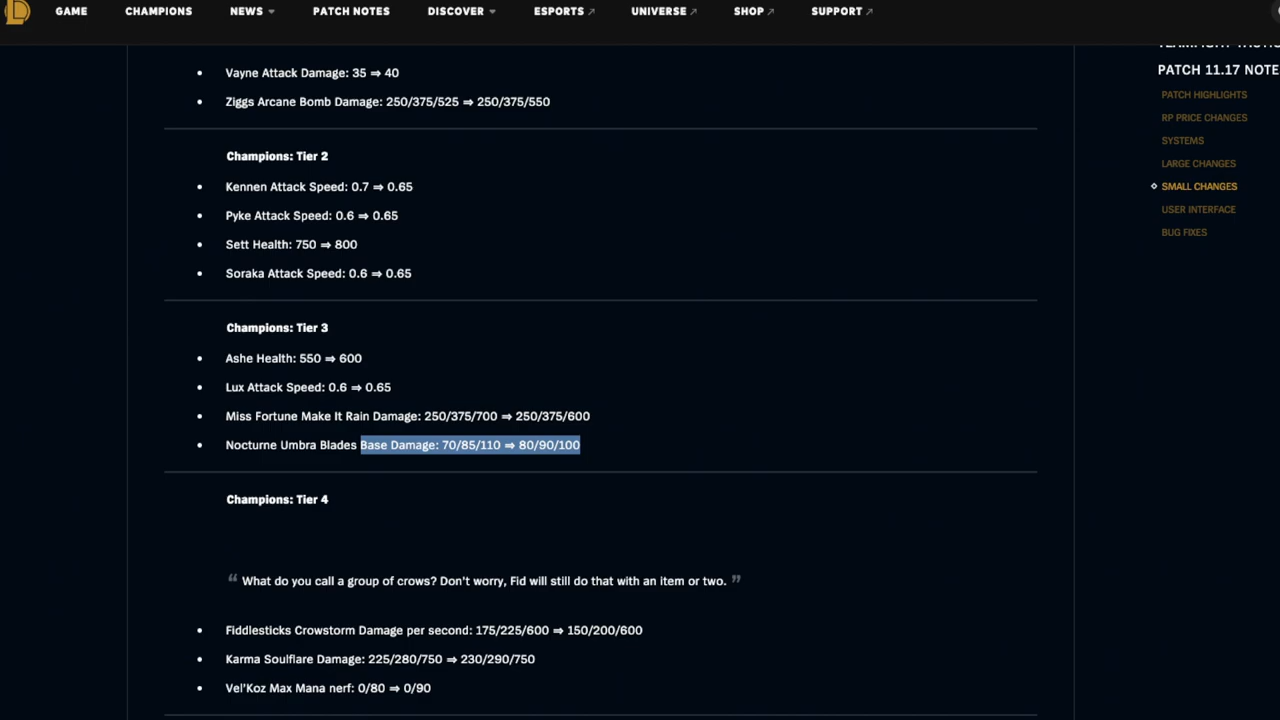 GAME CHAMPIONS NEWS PATCH NOTES DISCOVER ESPORTS UNIVERSE SHOP SUPPORT
PATCH 11.17 NOTE
PATCH HIGHLIGHTS
RP PRICE CHANGES
SYSTEMS
LARGE CHANGES
SMALL CHANGES
USER INTERFACE
BUG FIXES
• Vayne Attack Damage: 35 ⇒ 40
• Ziggs Arcane Bomb Damage: 250/375/525 ⇒ 250/375/550
Champions: Tier 2
• Kennen Attack Speed: 0.7 ⇒ 0.65
• Pyke Attack Speed: 0.6 ⇒ 0.65
• Sett Health: 750 ⇒ 800
• Soraka Attack Speed: 0.6 ⇒ 0.65
Champions: Tier 3
• Ashe Health: 550 ⇒ 600
• Lux Attack Speed: 0.6 ⇒ 0.65
• Miss Fortune Make It Rain Damage: 250/375/700 ⇒ 250/375/600
• Nocturne Umbra Blades Base Damage: 70/85/110 ⇒ 80/90/100
Champions: Tier 4
“ What do you call a group of crows? Don't worry, Fid will still do that with an item or two. ”
• Fiddlesticks Crowstorm Damage per second: 175/225/600 ⇒ 150/200/600
• Karma Soulflare Damage: 225/280/750 ⇒ 230/290/750
• Vel'Koz Max Mana nerf: 0/80 ⇒ 0/90